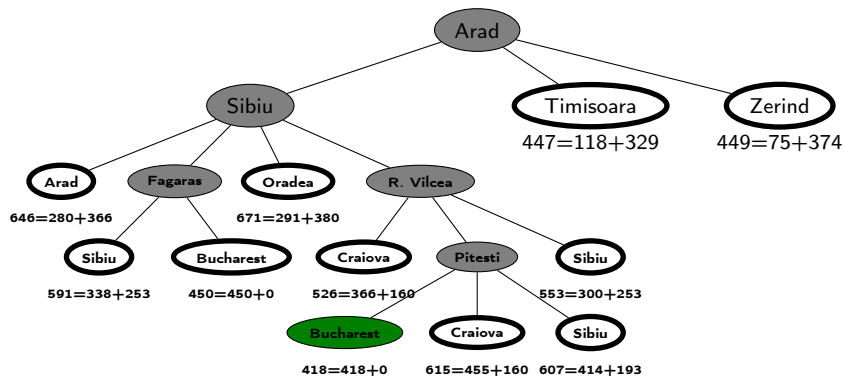 Arad
Sibiu Timisoara Zerind
447=118+329 449=75+374
Arad Fagaras Oradea R. Vilcea
646=280+366 671=291+380
Sibiu Bucharest Craiova Pitesti Sibiu
591=338+253 450=450+0 526=366+160 553=300+253
Bucharest Craiova Sibiu
418=418+0 615=455+160 607=414+193